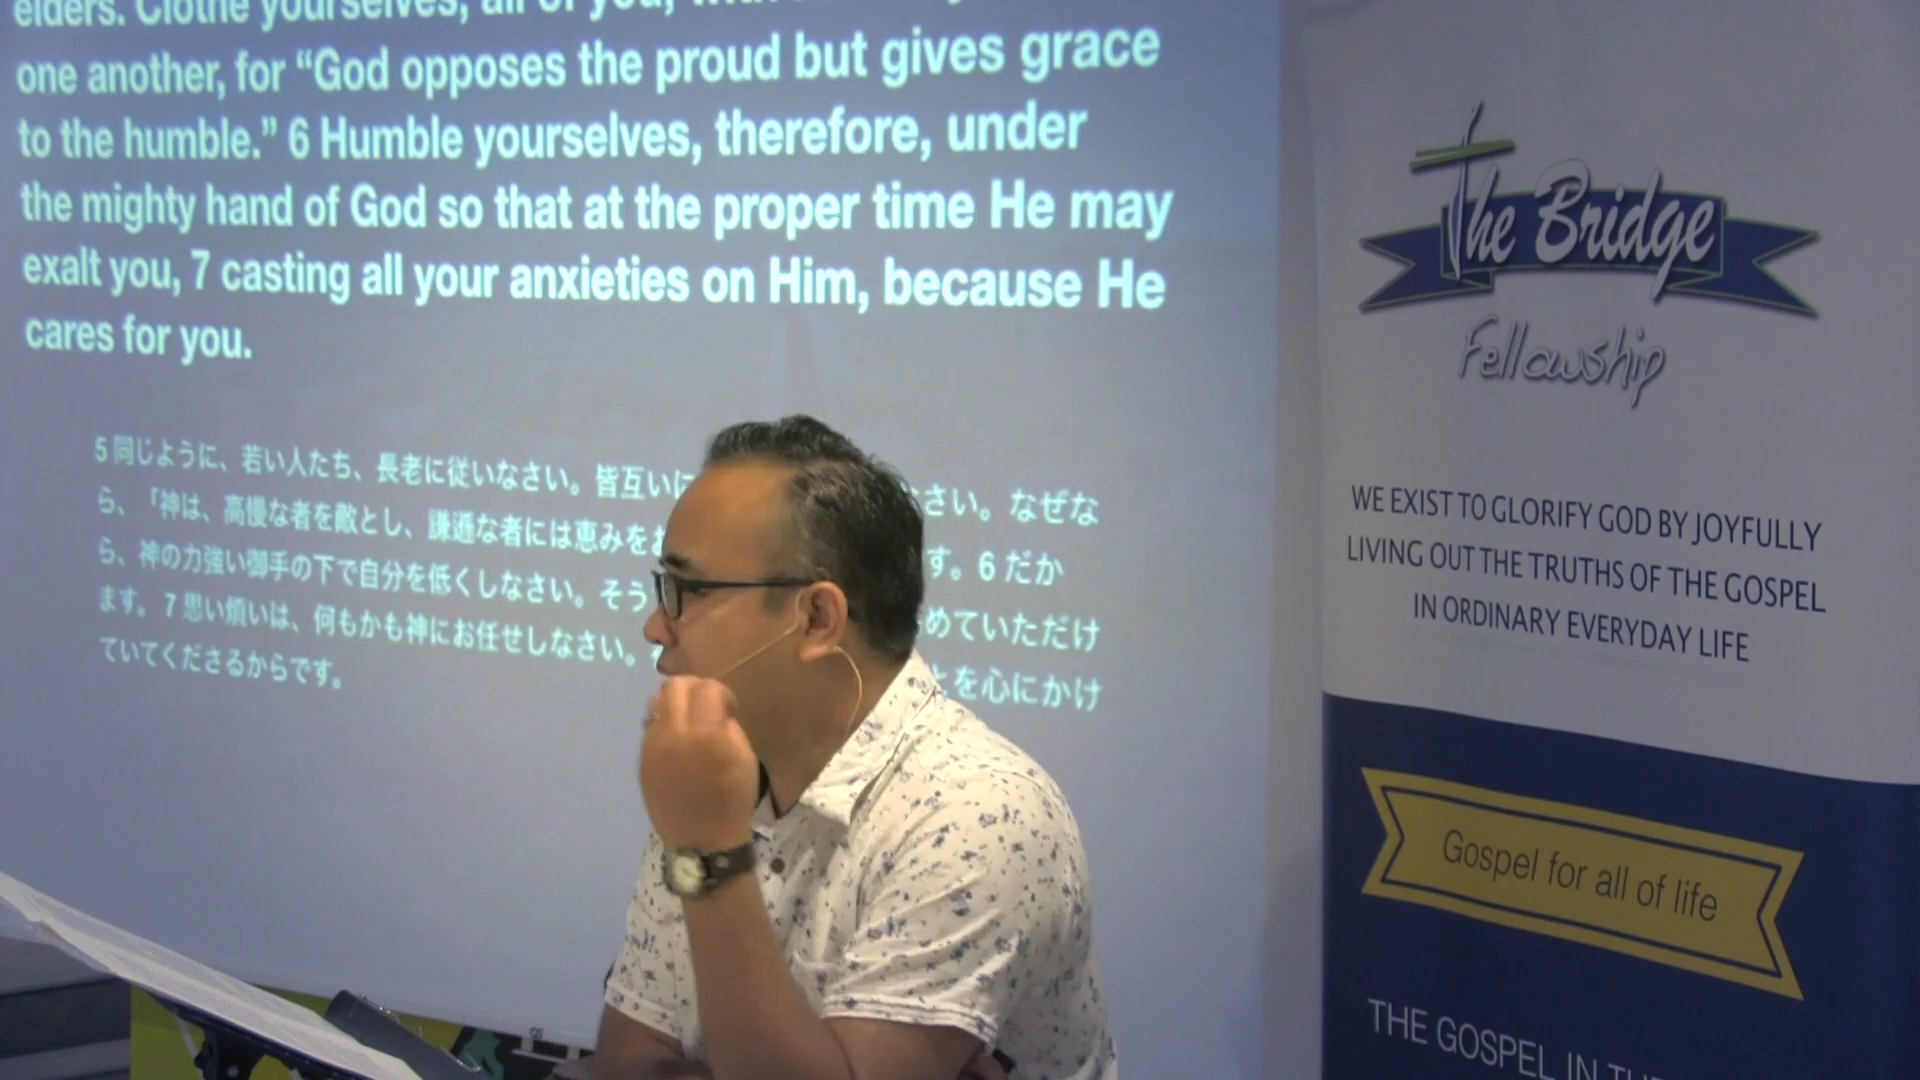 elders. Clothe yourselves, all of you,
one another, for “God opposes the proud but gives grace
to the humble.” 6 Humble yourselves, therefore, under
the mighty hand of God so that at the proper time He may
exalt you, 7 casting all your anxieties on Him, because He
cares for you.
5 同じように、若い人たち、長老に従いなさい。皆互いに さい。なぜな
ら、「神は、高慢な者を敵とし、謙遜な者には恵みをお す。6 だか
ら、神の力強い御手の下で自分を低くしなさい。そう めていただけ
ます。7 思い煩いは、何もかも神にお任せしなさい。 を心にかけ
ていてくださるからです。
The Bridge
Fellowship
WE EXIST TO GLORIFY GOD BY JOYFULLY
LIVING OUT THE TRUTHS OF THE GOSPEL
IN ORDINARY EVERYDAY LIFE
Gospel for all of life
THE GOSPEL IN